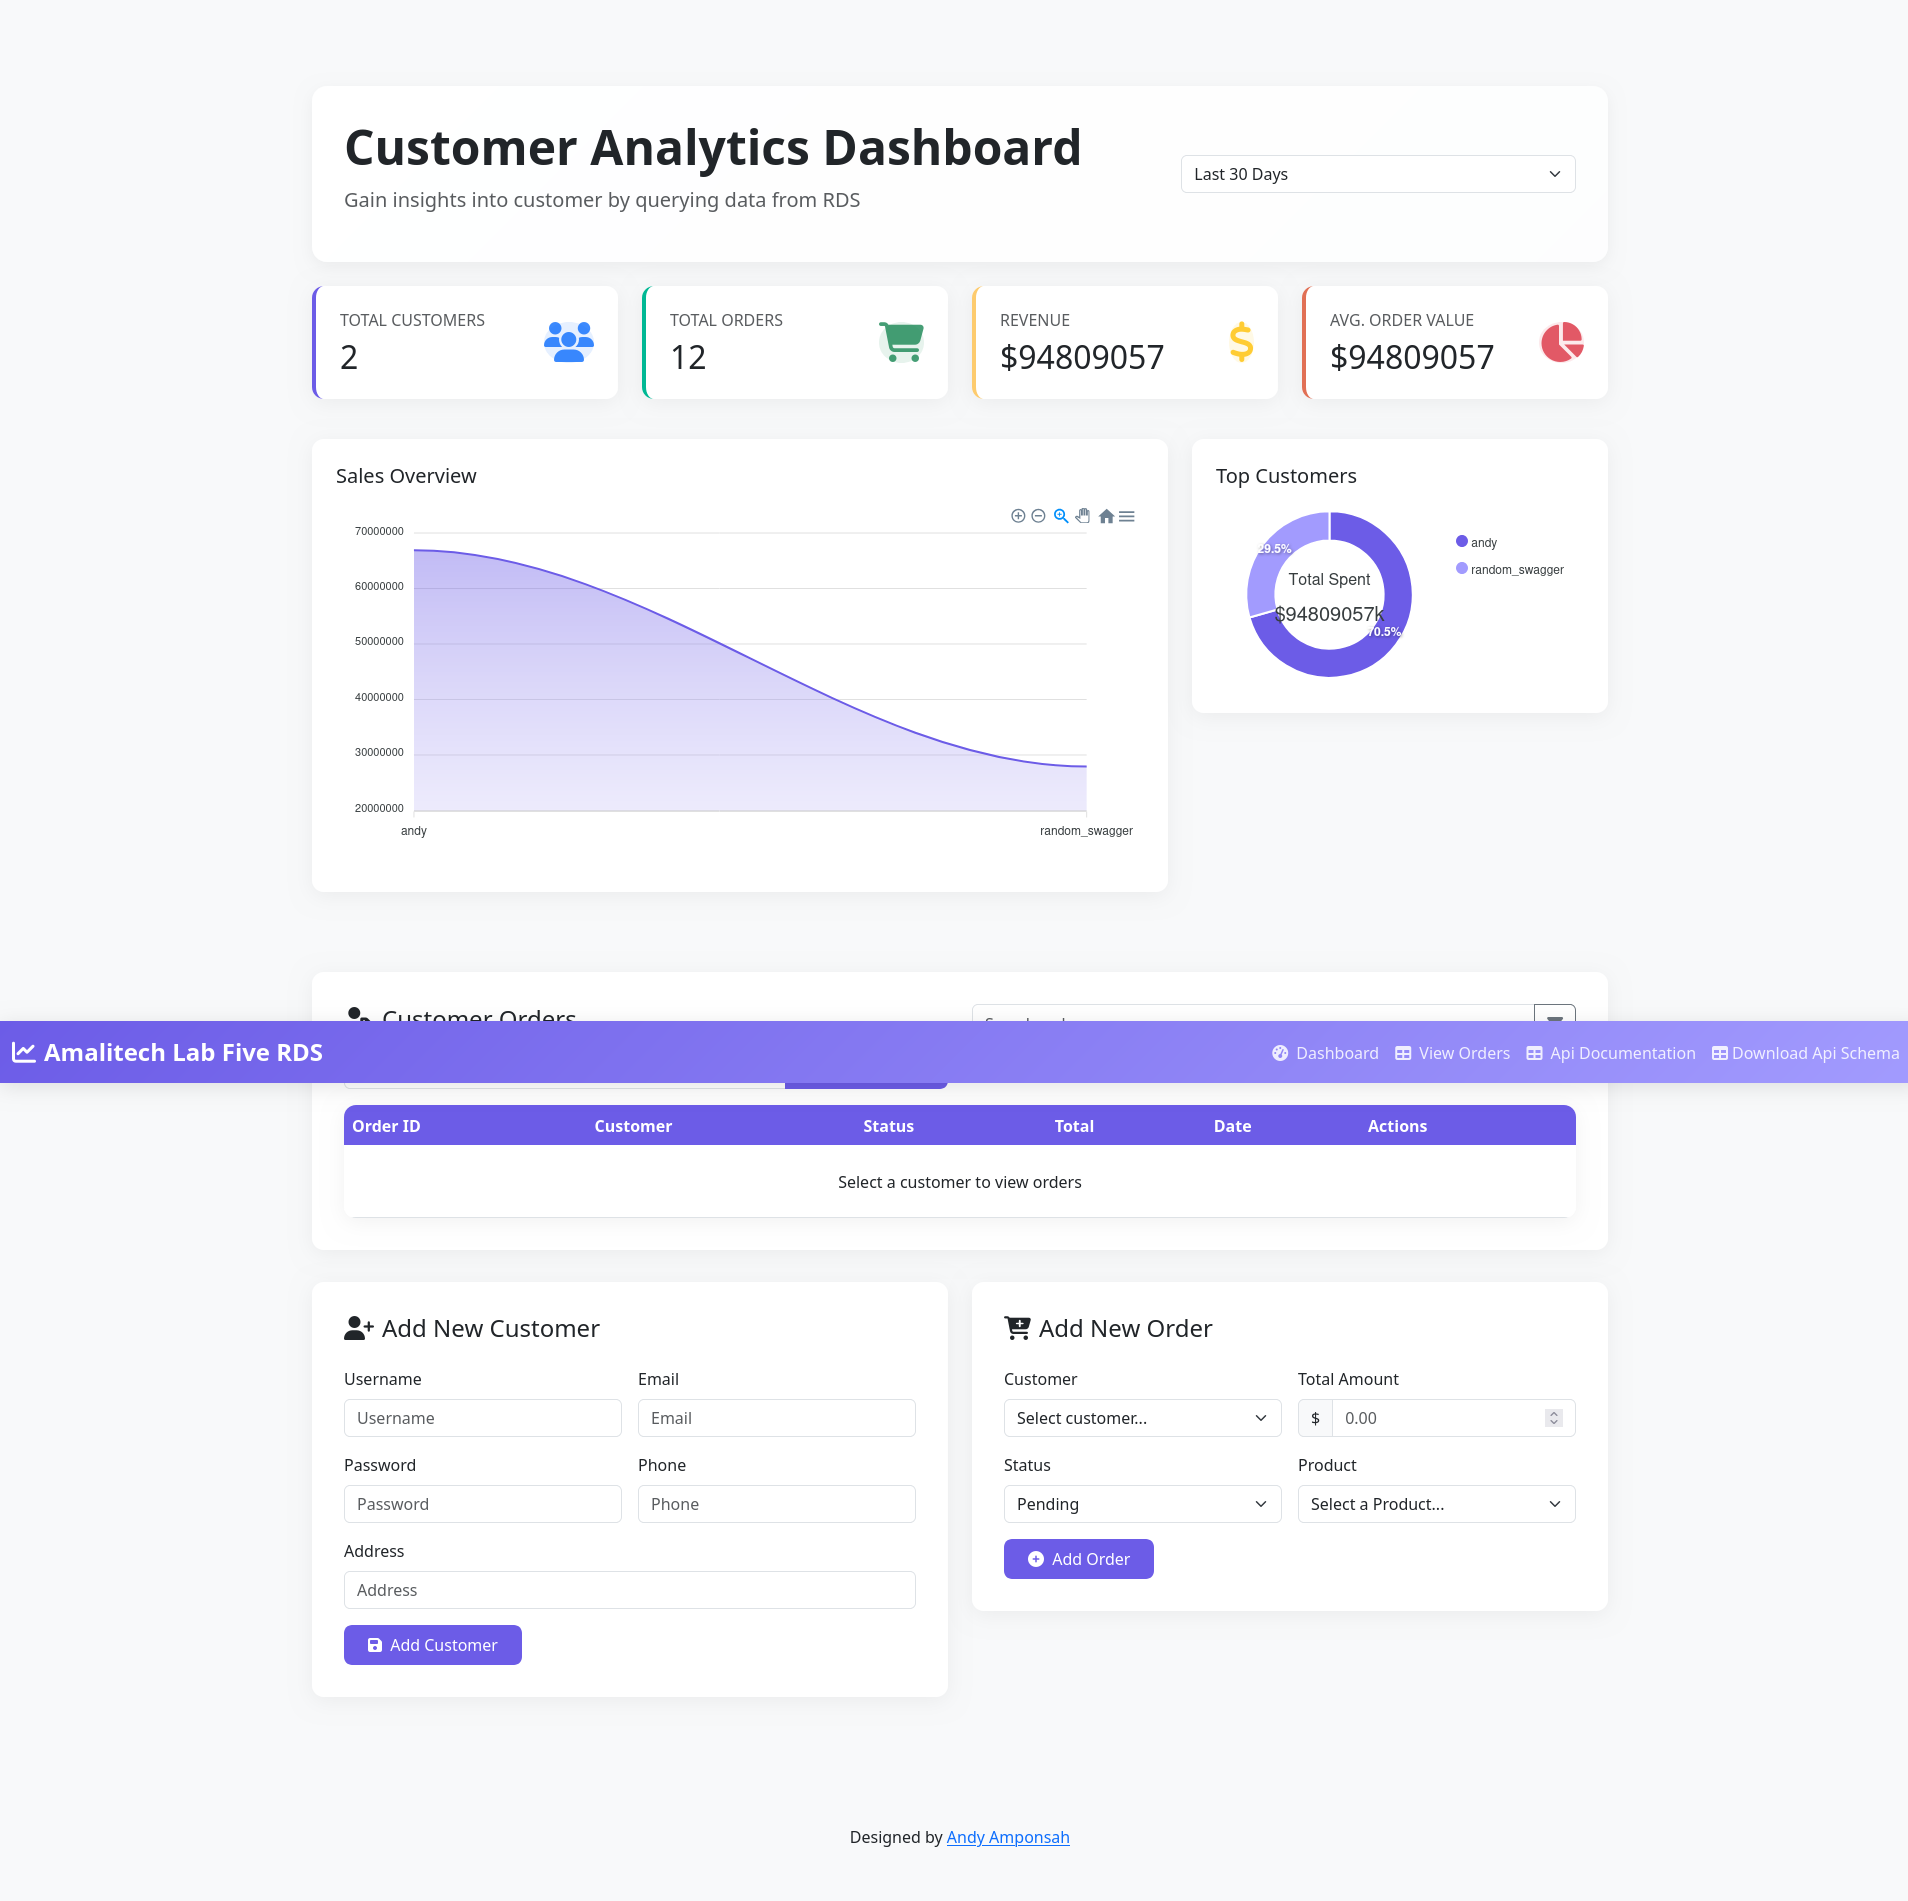 Customer Analytics Dashboard
Gain insights into customer by querying data from RDS
Last 30 Days
TOTAL CUSTOMERS
2
TOTAL ORDERS
12
REVENUE
$94809057
AVG. ORDER VALUE
$94809057
Sales Overview
70000000
60000000
50000000
40000000
30000000
20000000
andy
random_swagger
Top Customers
29.5%
Total Spent
$94809057k
70.5%
andy
random_swagger
Customer Orders
Amalitech Lab Five RDS
Dashboard
View Orders
Api Documentation
Download Api Schema
Order ID Customer Status Total Date Actions
Select a customer to view orders
Add New Customer
Username
Email
Username
Email
Password
Phone
Password
Phone
Address
Address
Add Customer
Add New Order
Customer
Total Amount
Select customer...
$ 0.00
Status
Product
Pending
Select a Product...
Add Order
Designed by Andy Amponsah